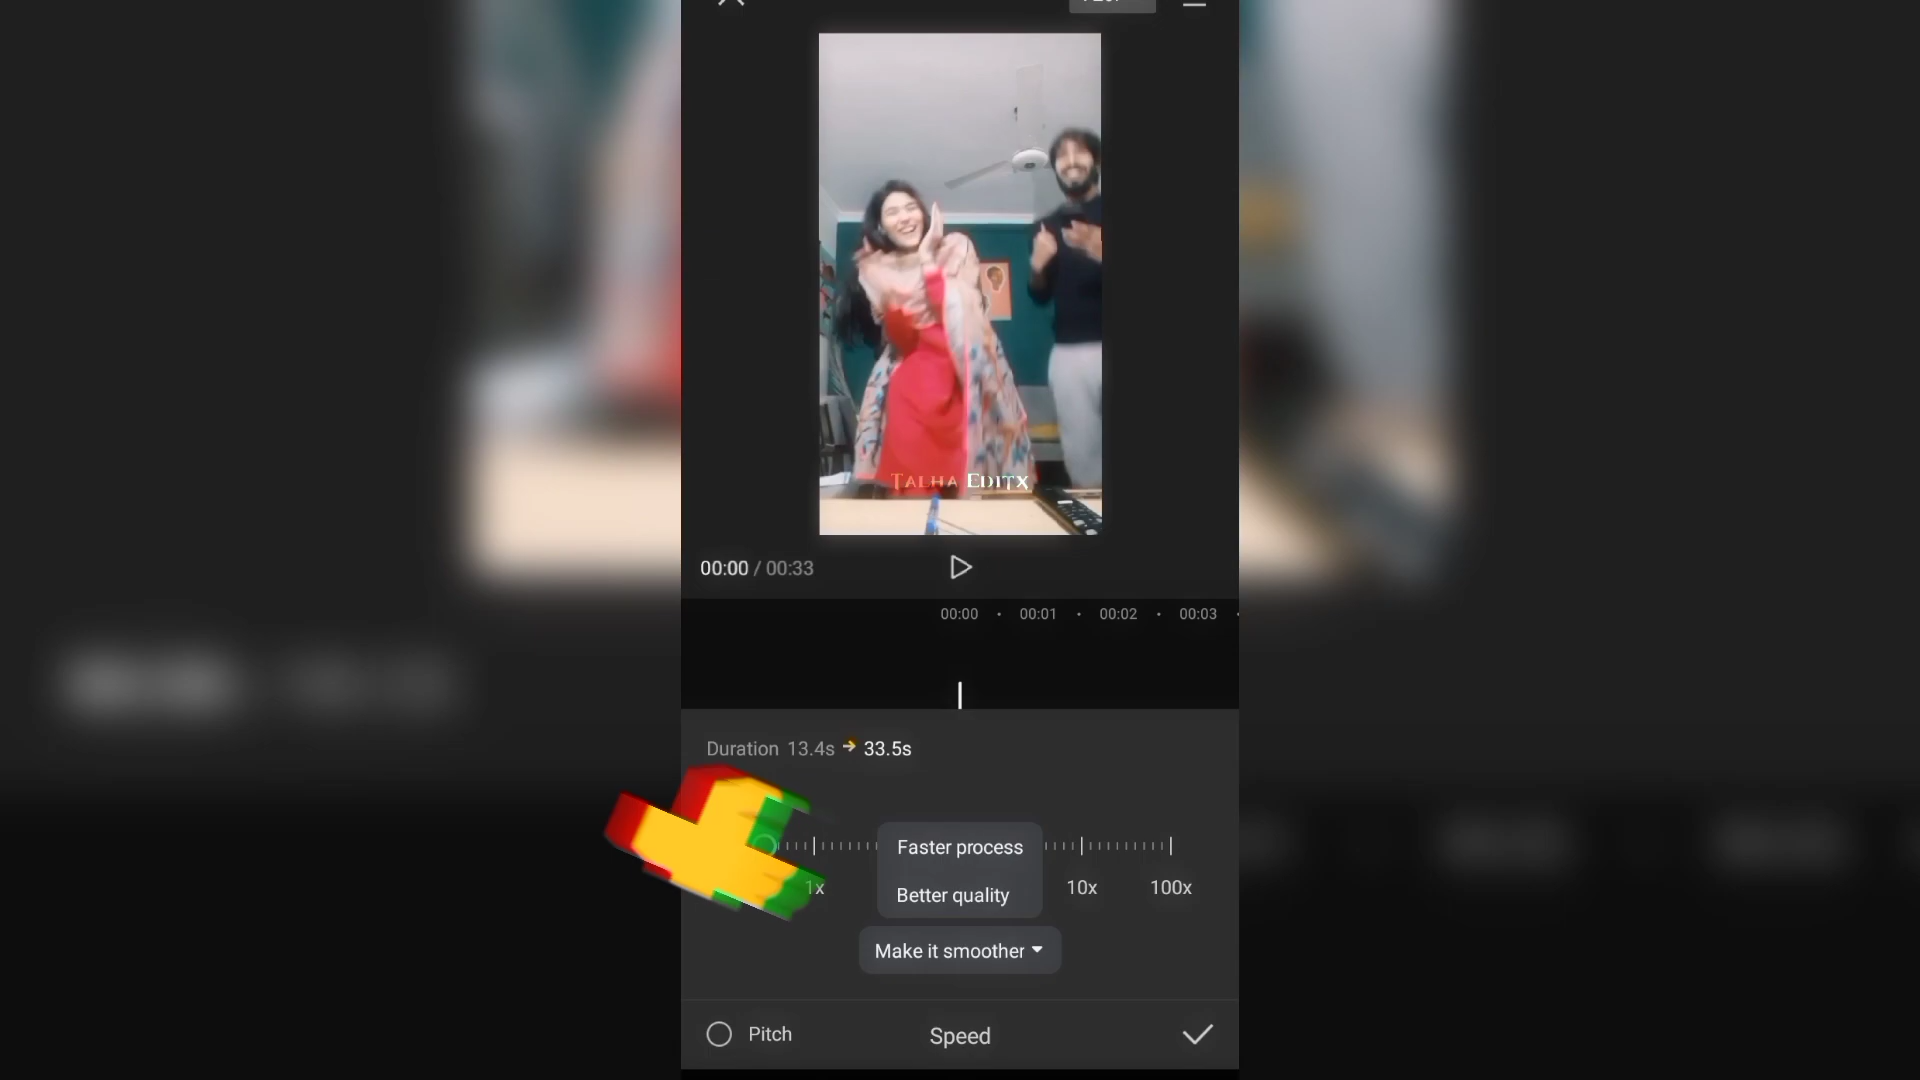 TALHA EDITX
00:00 / 00:33
00:00 00:01 00:02 00:03
Duration 13.4s → 33.5s
Faster process
1x 10x 100x
Better quality
Make it smoother
Pitch Speed